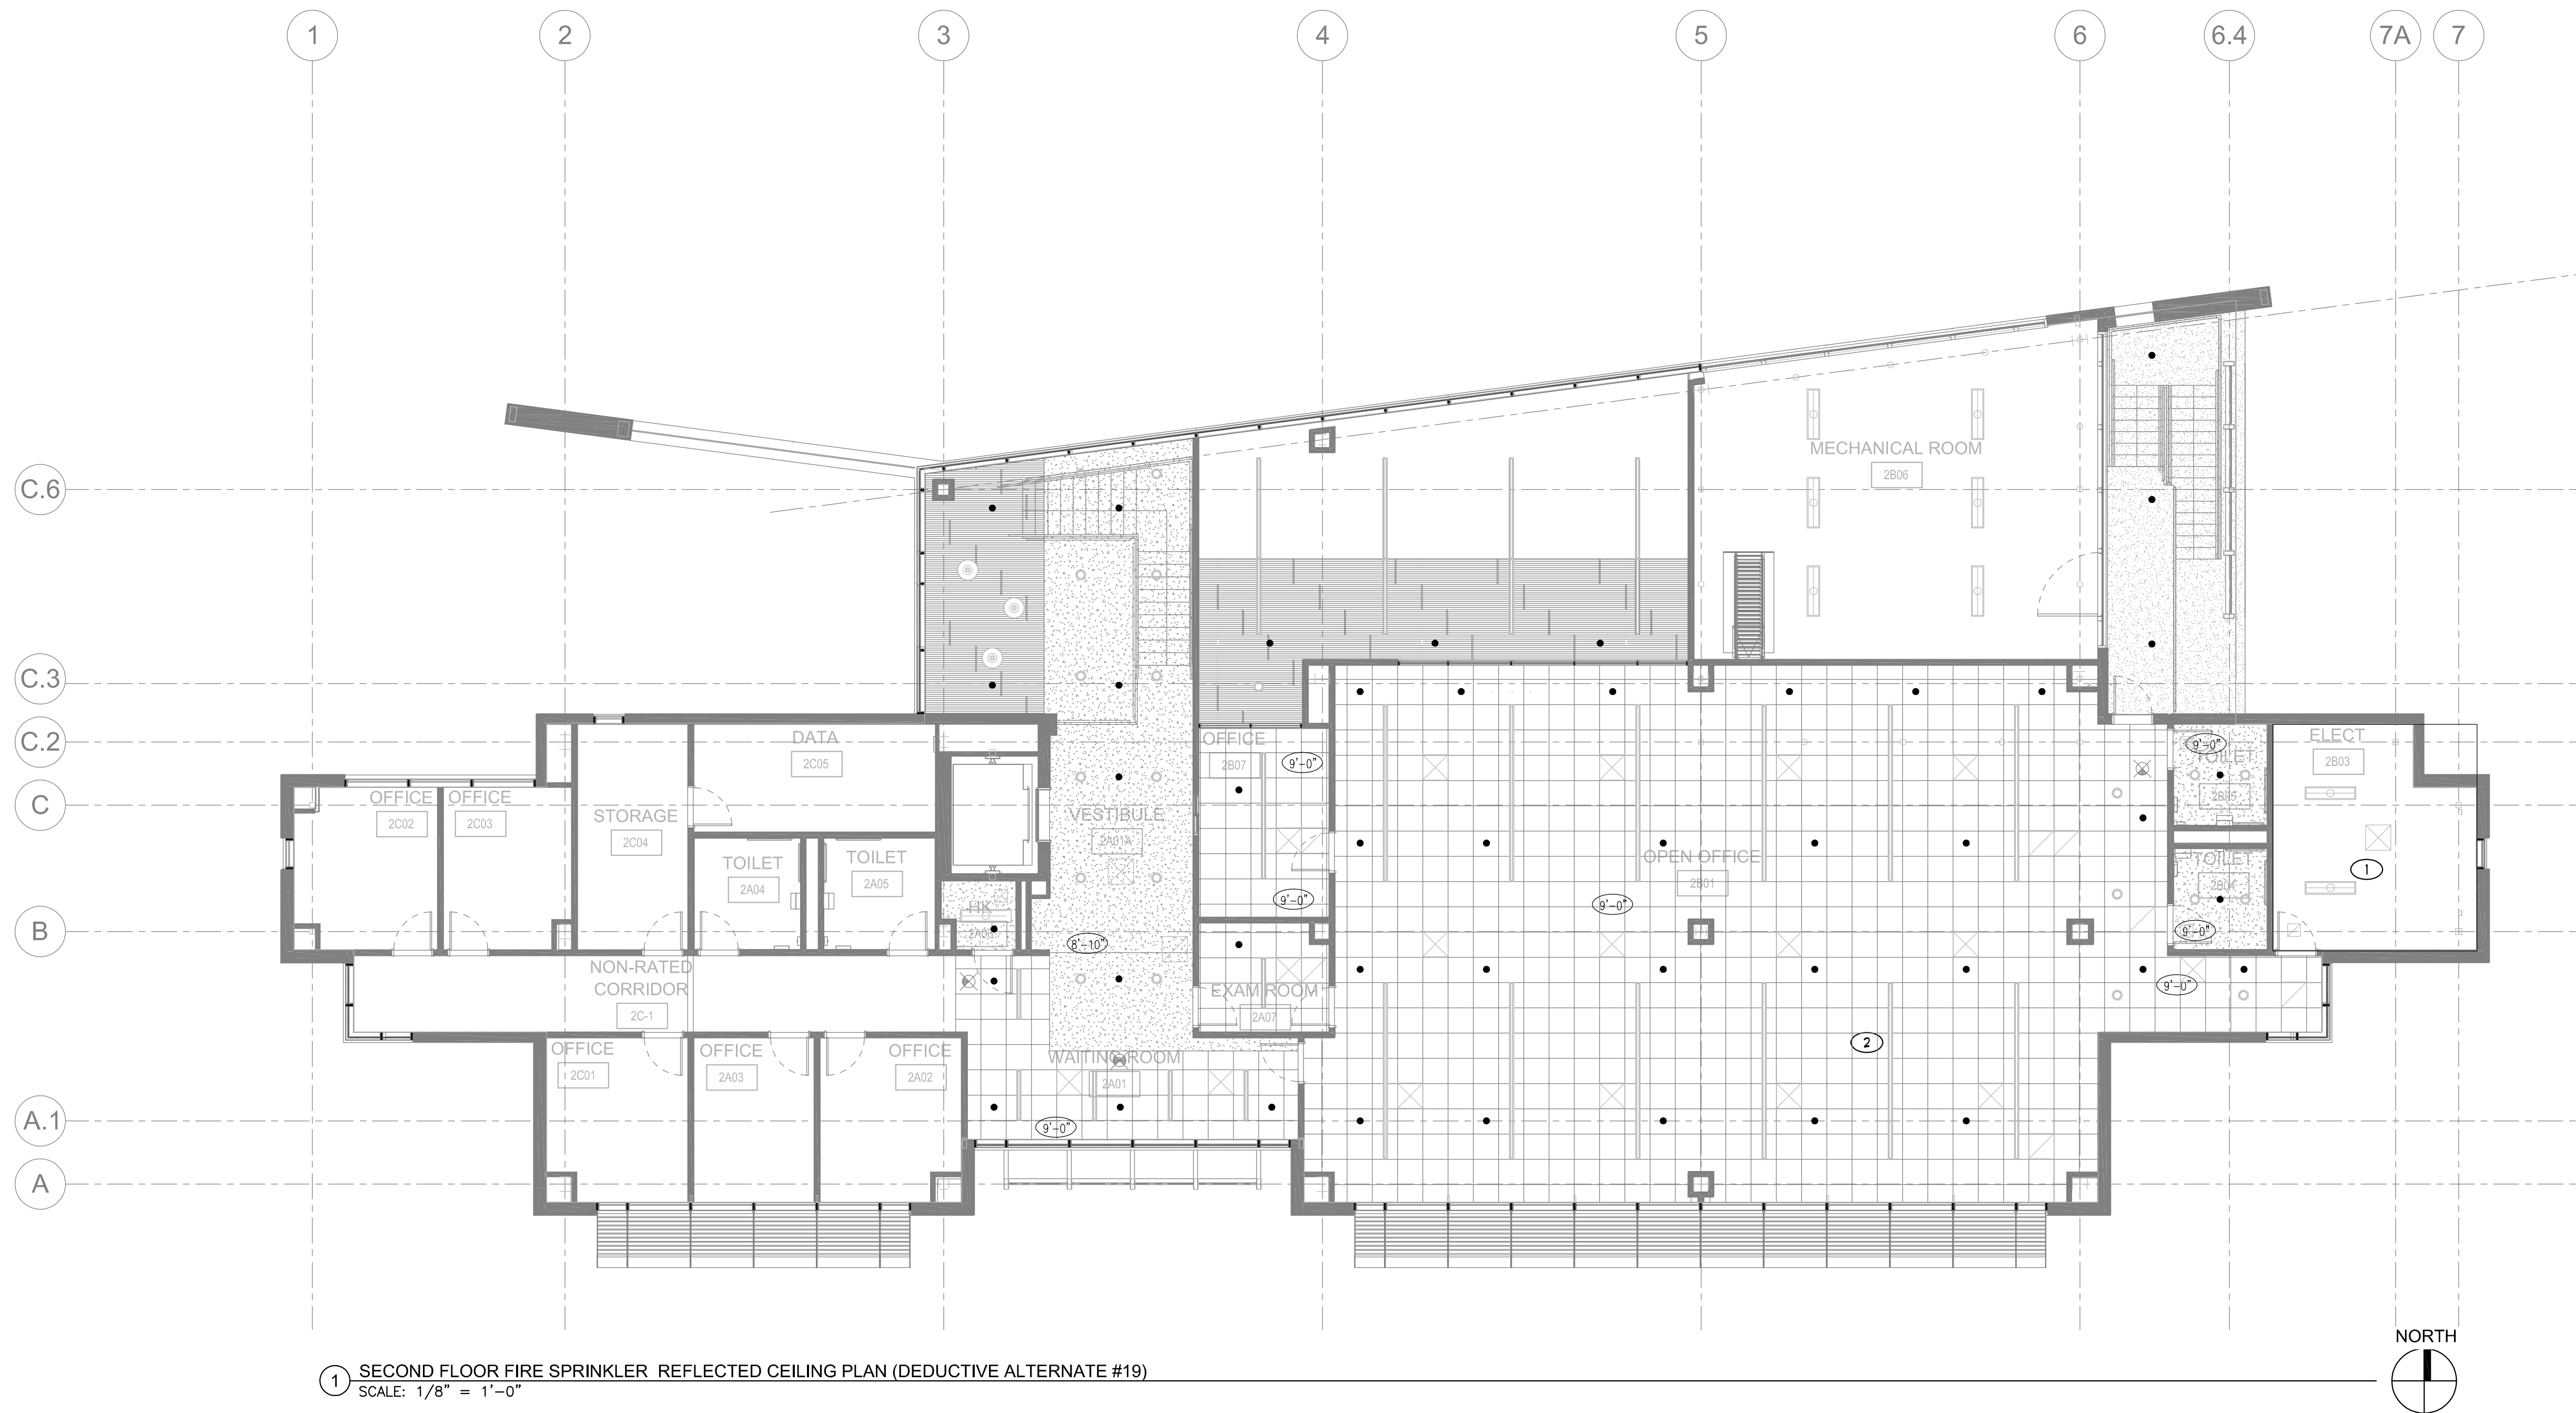 1 2 3 4 5 6 6.4 7A 7
C.6
C.3
C.2
C
B
A.1
A
MECHANICAL ROOM
2B06
DATA
2C05
OFFICE
2B07
9'-0"
9'-0"
TOILET
2B05
ELECT
2B03
OFFICE
2C02
OFFICE
2C03
STORAGE
2C04
VESTIBULE
2A01A
TOILET
2A04
TOILET
2A05
OPEN OFFICE
2B01
TOILET
2B04
1
9'-0"
9'-0"
HK
8'-10"
9'-0"
NON-RATED
CORRIDOR
2C-1
EXAM ROOM
2A07
9'-0"
2
OFFICE
2C01
OFFICE
2A03
OFFICE
2A02
WAITING ROOM
2A01
9'-0"
NORTH
1 SECOND FLOOR FIRE SPRINKLER REFLECTED CEILING PLAN (DEDUCTIVE ALTERNATE #19)
SCALE: 1/8" = 1'-0"